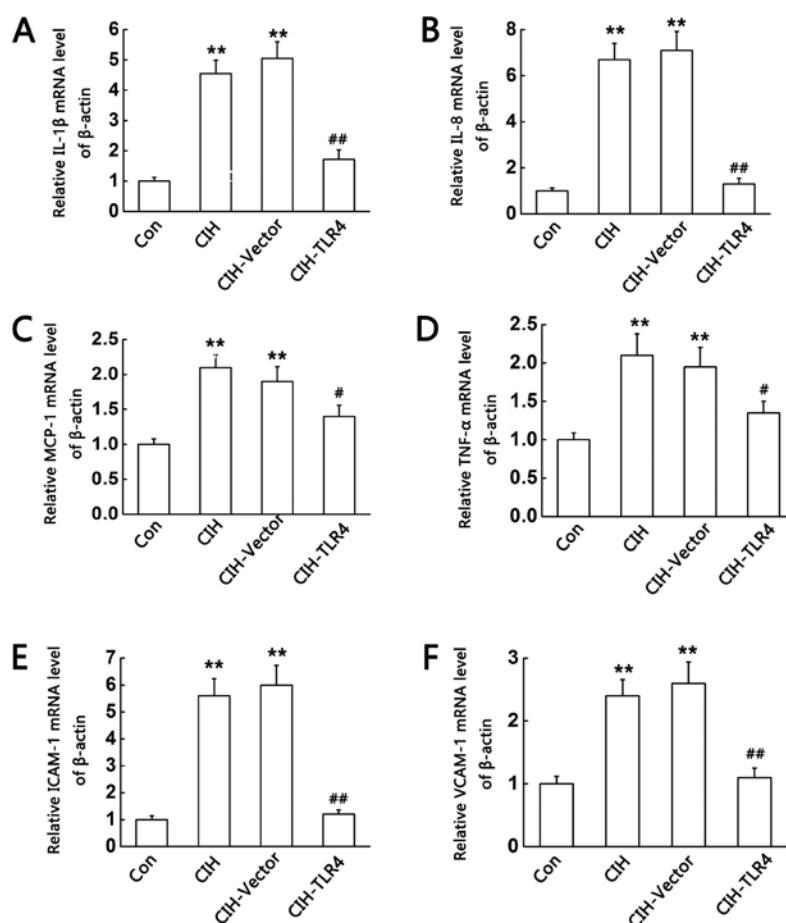 A
Relative IL-1β mRNA level
of β-actin
6
5
4
3
2
1
0
**
**
##
Con
CIH
CIH-Vector
CIH-TLR4
B
Relative IL-8 mRNA level
of β-actin
8
6
4
2
0
**
**
##
Con
CIH
CIH-Vector
CIH-TLR4
C
Relative MCP-1 mRNA level
of β-actin
2.5
2.0
1.5
1.0
0.5
0.0
**
**
#
Con
CIH
CIH-Vector
CIH-TLR4
D
Relative TNF-α mRNA level
of β-actin
2.5
2.0
1.5
1.0
0.5
0.0
**
**
#
Con
CIH
CIH-Vector
CIH-TLR4
E
Relative ICAM-1 mRNA level
of β-actin
7
6
5
4
3
2
1
0
**
**
##
Con
CIH
CIH-Vector
CIH-TLR4
F
Relative VCAM-1 mRNA level
of β-actin
3
2
1
0
**
**
##
Con
CIH
CIH-Vector
CIH-TLR4